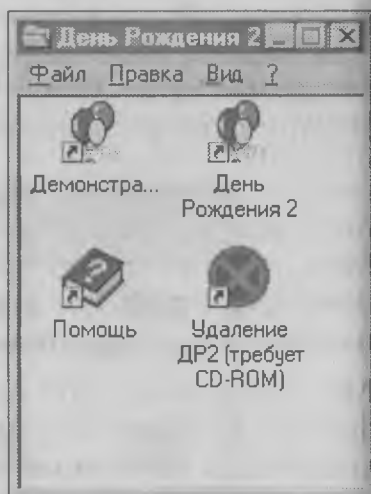 День Рождения 2
Файл Правка Вид ?
Демонстра...
День
Рождения 2
Помощь
Удаление
ДР2 (требует
CD-ROM)